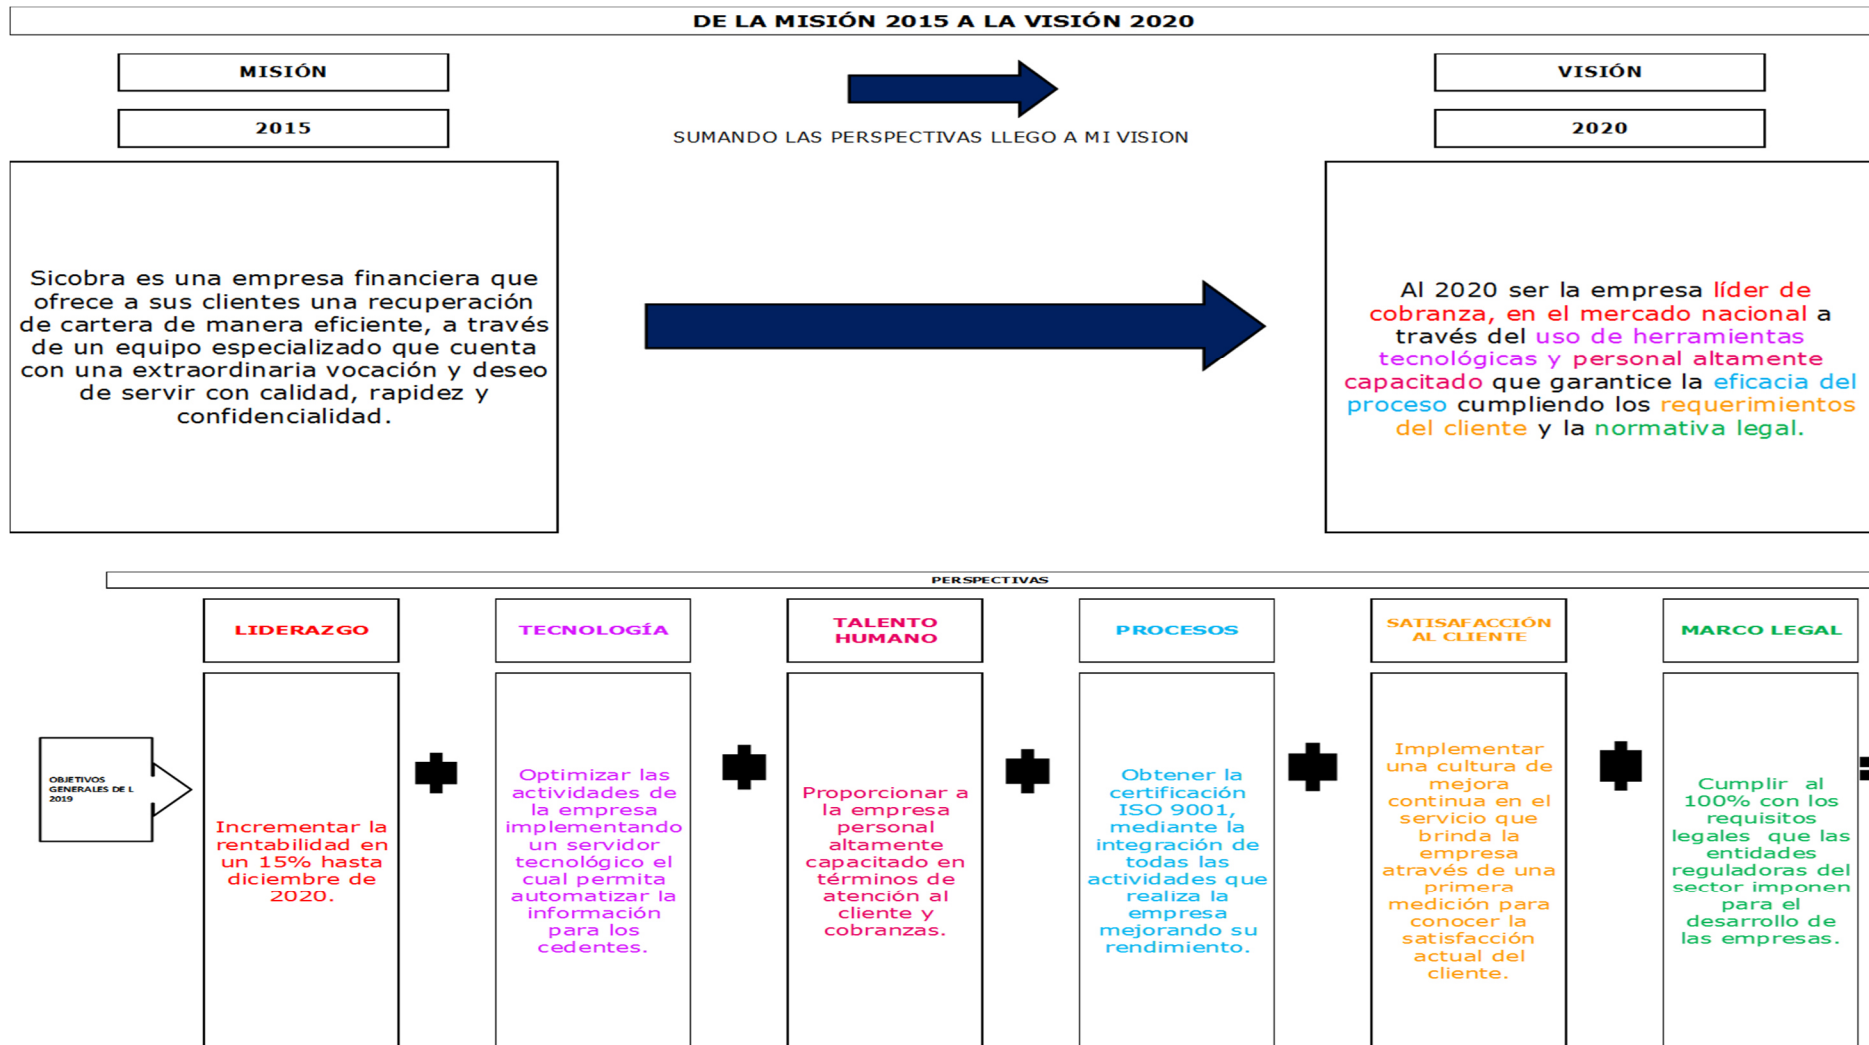 DE LA MISIÓN 2015 A LA VISIÓN 2020
MISIÓN
2015
SUMANDO LAS PERSPECTIVAS LLEGO A MI VISION
VISIÓN
2020
Sicobra es una empresa financiera que
ofrece a sus clientes una recuperación
de cartera de manera eficiente, a través
de un equipo especializado que cuenta
con una extraordinaria vocación y deseo
de servir con calidad, rapidez y
confidencialidad.
Al 2020 ser la empresa líder de
cobranza, en el mercado nacional a
través del uso de herramientas
tecnológicas y personal altamente
capacitado que garantice la eficacia del
proceso cumpliendo los requerimientos
del cliente y la normativa legal.
PERSPECTIVAS
OBJETIVOS
GENERALES DE L
2019
LIDERAZGO
Incrementar la
rentabilidad en
un 15% hasta
diciembre de
2020.
TECNOLOGÍA
Optimizar las
actividades de
la empresa
implementando
un servidor
tecnológico el
cual permita
automatizar la
información
para los
cedentes.
TALENTO
HUMANO
Proporcionar a
la empresa
personal
altamente
capacitado en
términos de
atención al
cliente y
cobranzas.
PROCESOS
Obtener la
certificación
ISO 9001,
mediante la
integración de
todas las
actividades que
realiza la
empresa
mejorando su
rendimiento.
SATISAFACCIÓN
AL CLIENTE
Implementar
una cultura de
mejora
continua en el
servicio que
brinda la
empresa
através de una
primera
medición para
conocer la
satisfacción
actual del
cliente.
MARCO LEGAL
Cumplir al
100% con los
requisitos
legales que las
entidades
reguladoras del
sector imponen
para el
desarrollo de
las empresas.